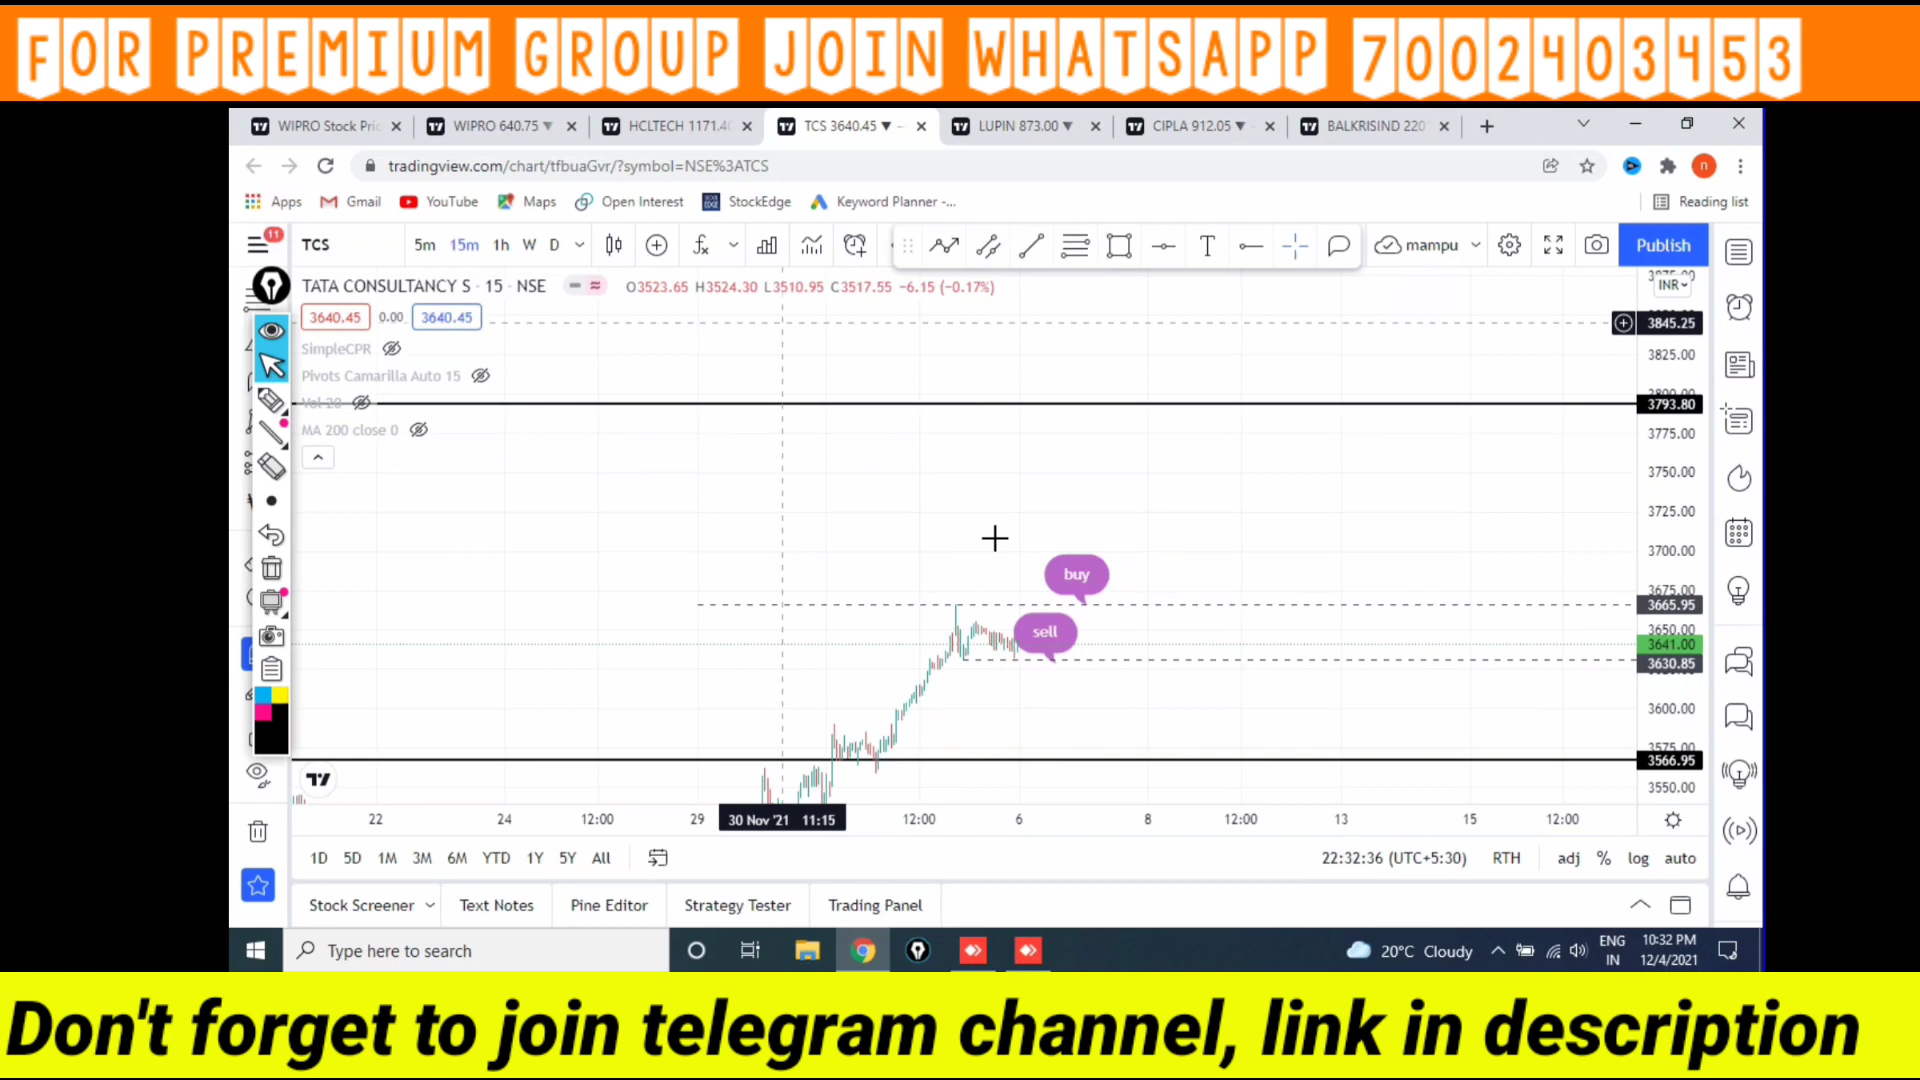 FOR PREMIUM GROUP JOIN WHATSAPP 7002403453
WIPRO Stock Pric
WIPRO 640.75 ▼
HCLTECH 1171.40
TCS 3640.45 ▼ –
LUPIN 873.00 ▼
CIPLA 912.05 ▼
BALKRISIND 220
tradingview.com/chart/tfbuaGvr/?symbol=NSE%3ATCS
n
Apps
Gmail
YouTube
Maps
Open Interest
StockEdge
Keyword Planner -...
Reading list
11
TCS
5m 15m 1h W D
mampu
Publish
TATA CONSULTANCY S · 15 · NSE
O3523.65 H3524.30 L3510.95 C3517.55 −6.15 (−0.17%)
INR
3640.45 0.00 3640.45
3845.25
SimpleCPR
3825.00
Pivots Camarilla Auto 15
Vol 20
3793.80
MA 200 close 0
3775.00
3750.00
3725.00
3700.00
buy
3675.00
3665.95
sell
3650.00
3641.00
3630.85
3600.00
3575.00
3566.95
3550.00
22 24 12:00 29 30 Nov '21 11:15 12:00 6 8 12:00 13 15 12:00
1D 5D 1M 3M 6M YTD 1Y 5Y All
22:32:36 (UTC+5:30) RTH adj % log auto
Stock Screener
Text Notes
Pine Editor
Strategy Tester
Trading Panel
Type here to search
20°C Cloudy
ENG
IN
10:32 PM
12/4/2021
Don't forget to join telegram channel, link in description